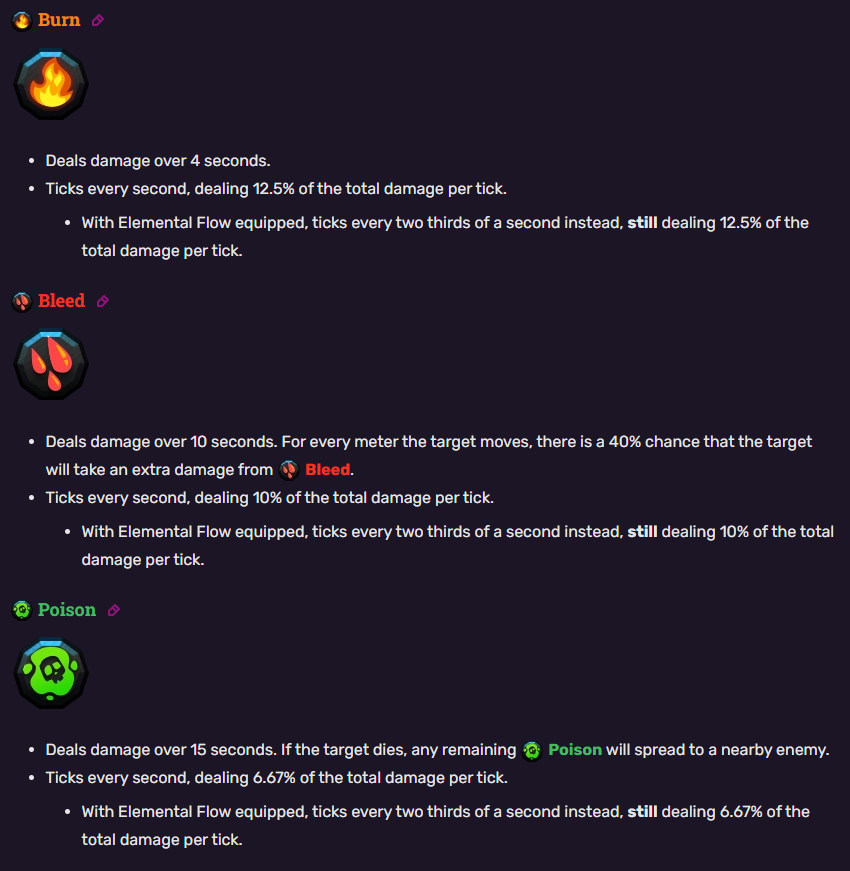 Burn
Deals damage over 4 seconds.
Ticks every second, dealing 12.5% of the total damage per tick.
With Elemental Flow equipped, ticks every two thirds of a second instead, still dealing 12.5% of the
total damage per tick.
Bleed
Deals damage over 10 seconds. For every meter the target moves, there is a 40% chance that the target
will take an extra damage from Bleed.
Ticks every second, dealing 10% of the total damage per tick.
With Elemental Flow equipped, ticks every two thirds of a second instead, still dealing 10% of the total
damage per tick.
Poison
Deals damage over 15 seconds. If the target dies, any remaining Poison will spread to a nearby enemy.
Ticks every second, dealing 6.67% of the total damage per tick.
With Elemental Flow equipped, ticks every two thirds of a second instead, still dealing 6.67% of the
total damage per tick.